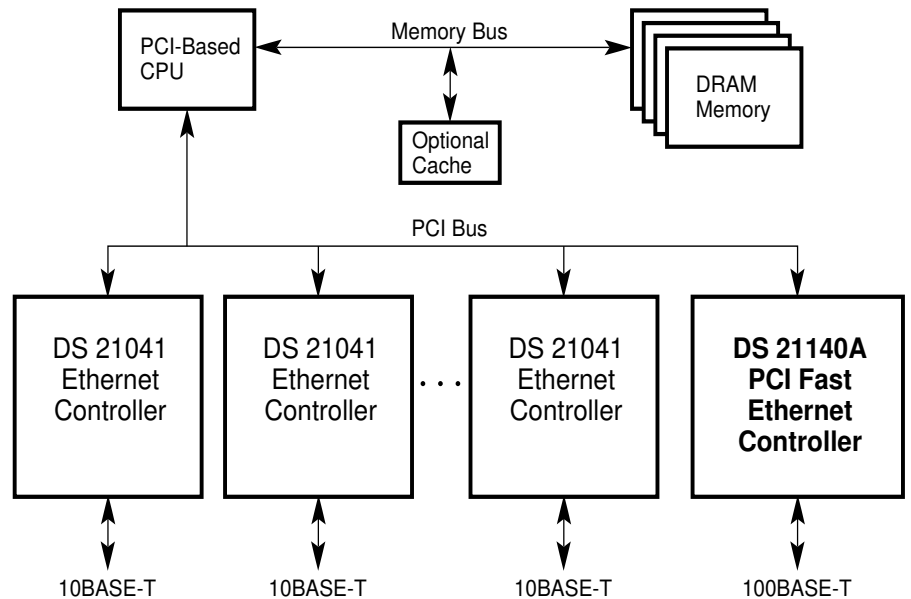 PCI-Based
CPU
Memory Bus
DRAM
Memory
Optional
Cache
PCI Bus
DS 21041
Ethernet
Controller
DS 21041
Ethernet
Controller
. . .
DS 21041
Ethernet
Controller
DS 21140A
PCI Fast
Ethernet
Controller
10BASE-T
10BASE-T
10BASE-T
100BASE-T